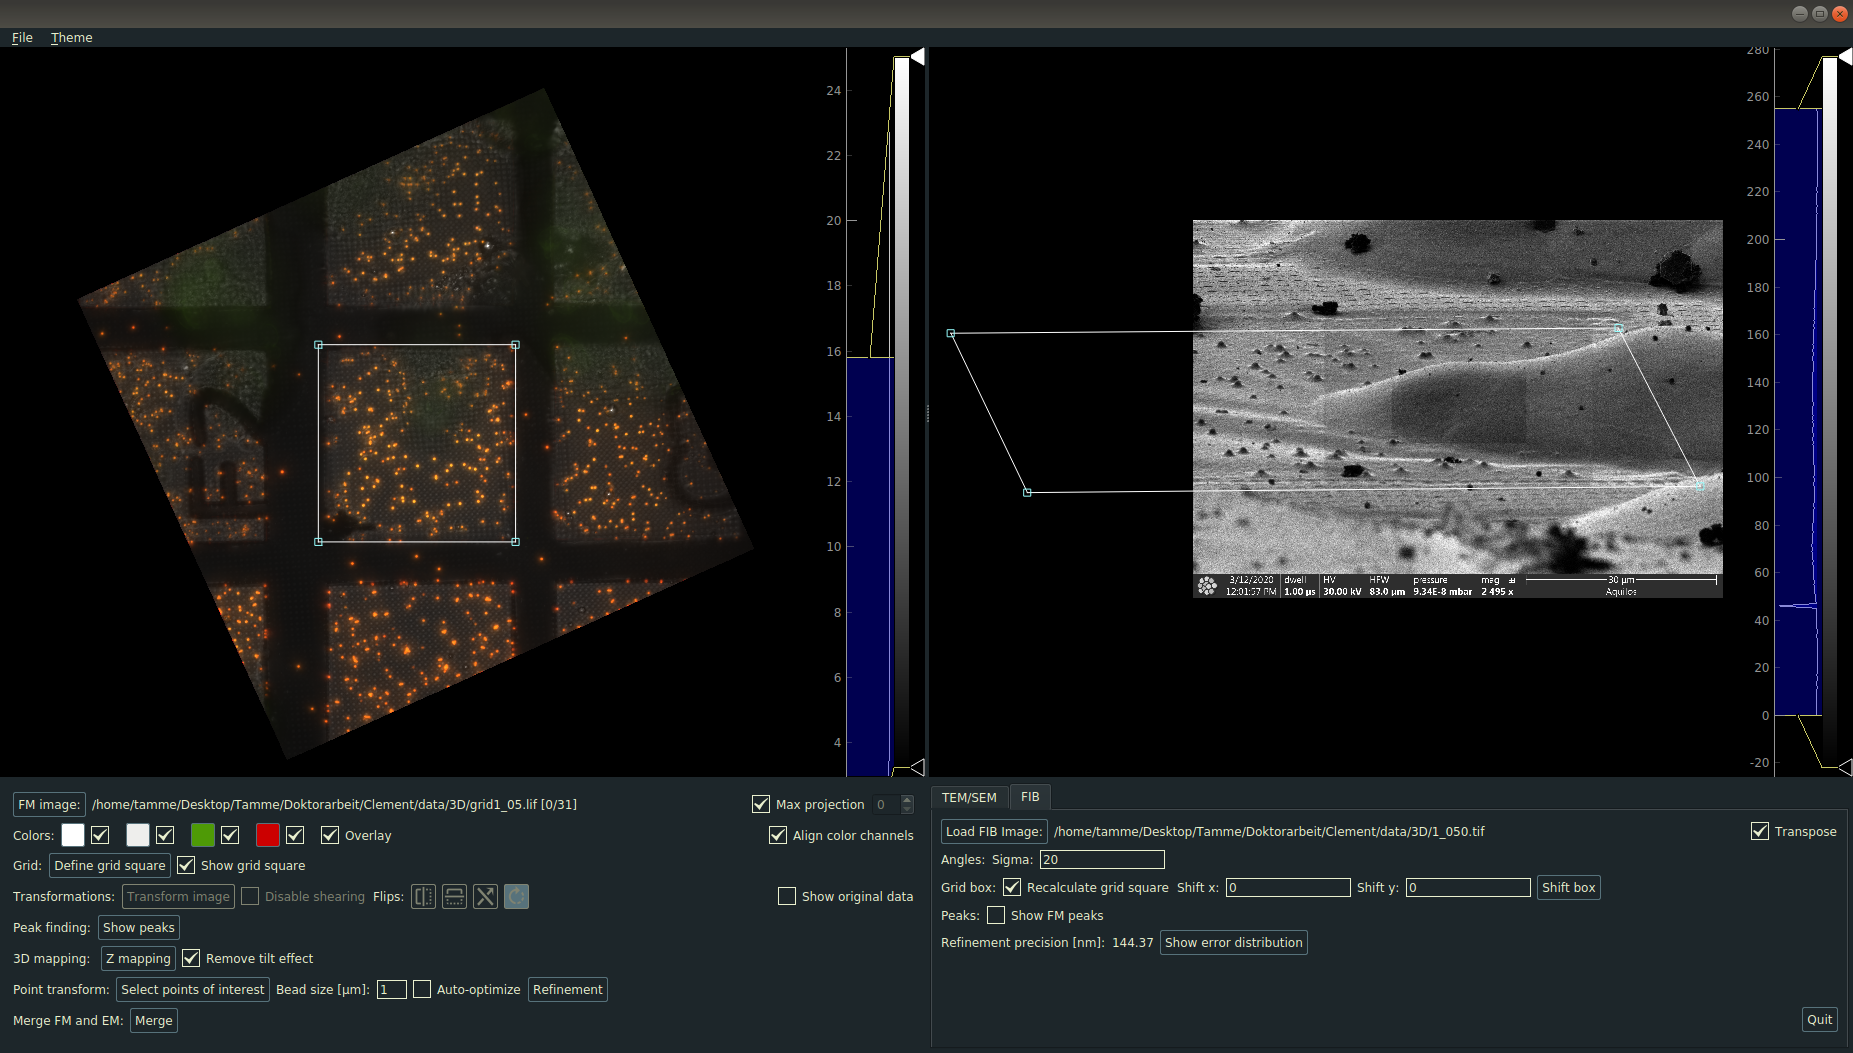 File Theme
24
22
20
18
16
14
12
10
8
6
4
280
260
240
220
200
180
160
140
120
100
80
60
40
20
0
-20
3/12/2020 dwell HV HFW pressure mag 30 µm
12:01:57 PM 1.00 µs 30.00 kV 83.0 µm 9.34E-8 mbar 2 495 x Aquilos
FM image: /home/tamme/Desktop/Tamme/Doktorarbeit/Clement/data/3D/grid1_05.lif [0/31] Max projection 0
Colors: Overlay Align color channels
Grid: Define grid square Show grid square
Transformations: Transform image Disable shearing Flips: Show original data
Peak finding: Show peaks
3D mapping: Z mapping Remove tilt effect
Point transform: Select points of interest Bead size [µm]: 1 Auto-optimize Refinement
Merge FM and EM: Merge
TEM/SEM FIB
Load FIB Image: /home/tamme/Desktop/Tamme/Doktorarbeit/Clement/data/3D/1_050.tif Transpose
Angles: Sigma: 20
Grid box: Recalculate grid square Shift x: 0 Shift y: 0 Shift box
Peaks: Show FM peaks
Refinement precision [nm]: 144.37 Show error distribution
Quit